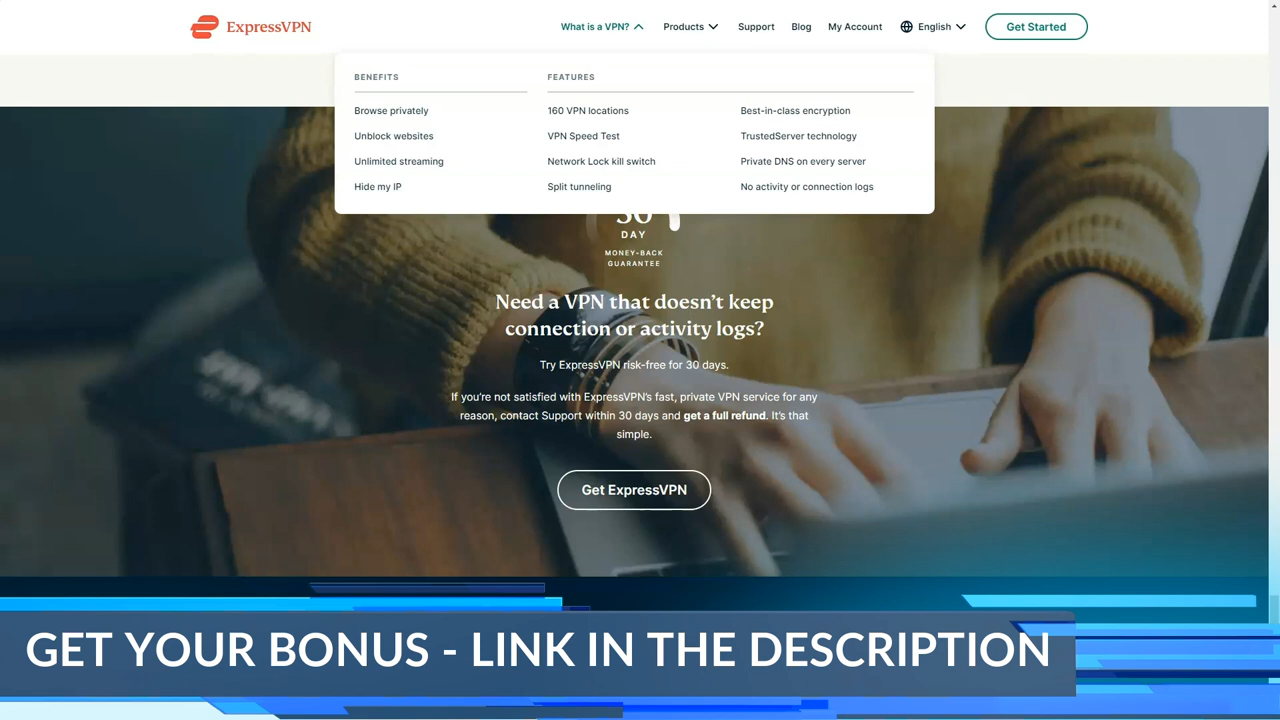 ExpressVPN
What is a VPN?
Products
Support
Blog
My Account
English
Get Started
BENEFITS
Browse privately
Unblock websites
Unlimited streaming
Hide my IP
FEATURES
160 VPN locations
VPN Speed Test
Network Lock kill switch
Split tunneling
Best-in-class encryption
TrustedServer technology
Private DNS on every server
No activity or connection logs
30
DAY
MONEY-BACK
GUARANTEE
Need a VPN that doesn’t keep
connection or activity logs?
Try ExpressVPN risk-free for 30 days.
If you’re not satisfied with ExpressVPN’s fast, private VPN service for any
reason, contact Support within 30 days and get a full refund. It’s that
simple.
Get ExpressVPN
GET YOUR BONUS - LINK IN THE DESCRIPTION